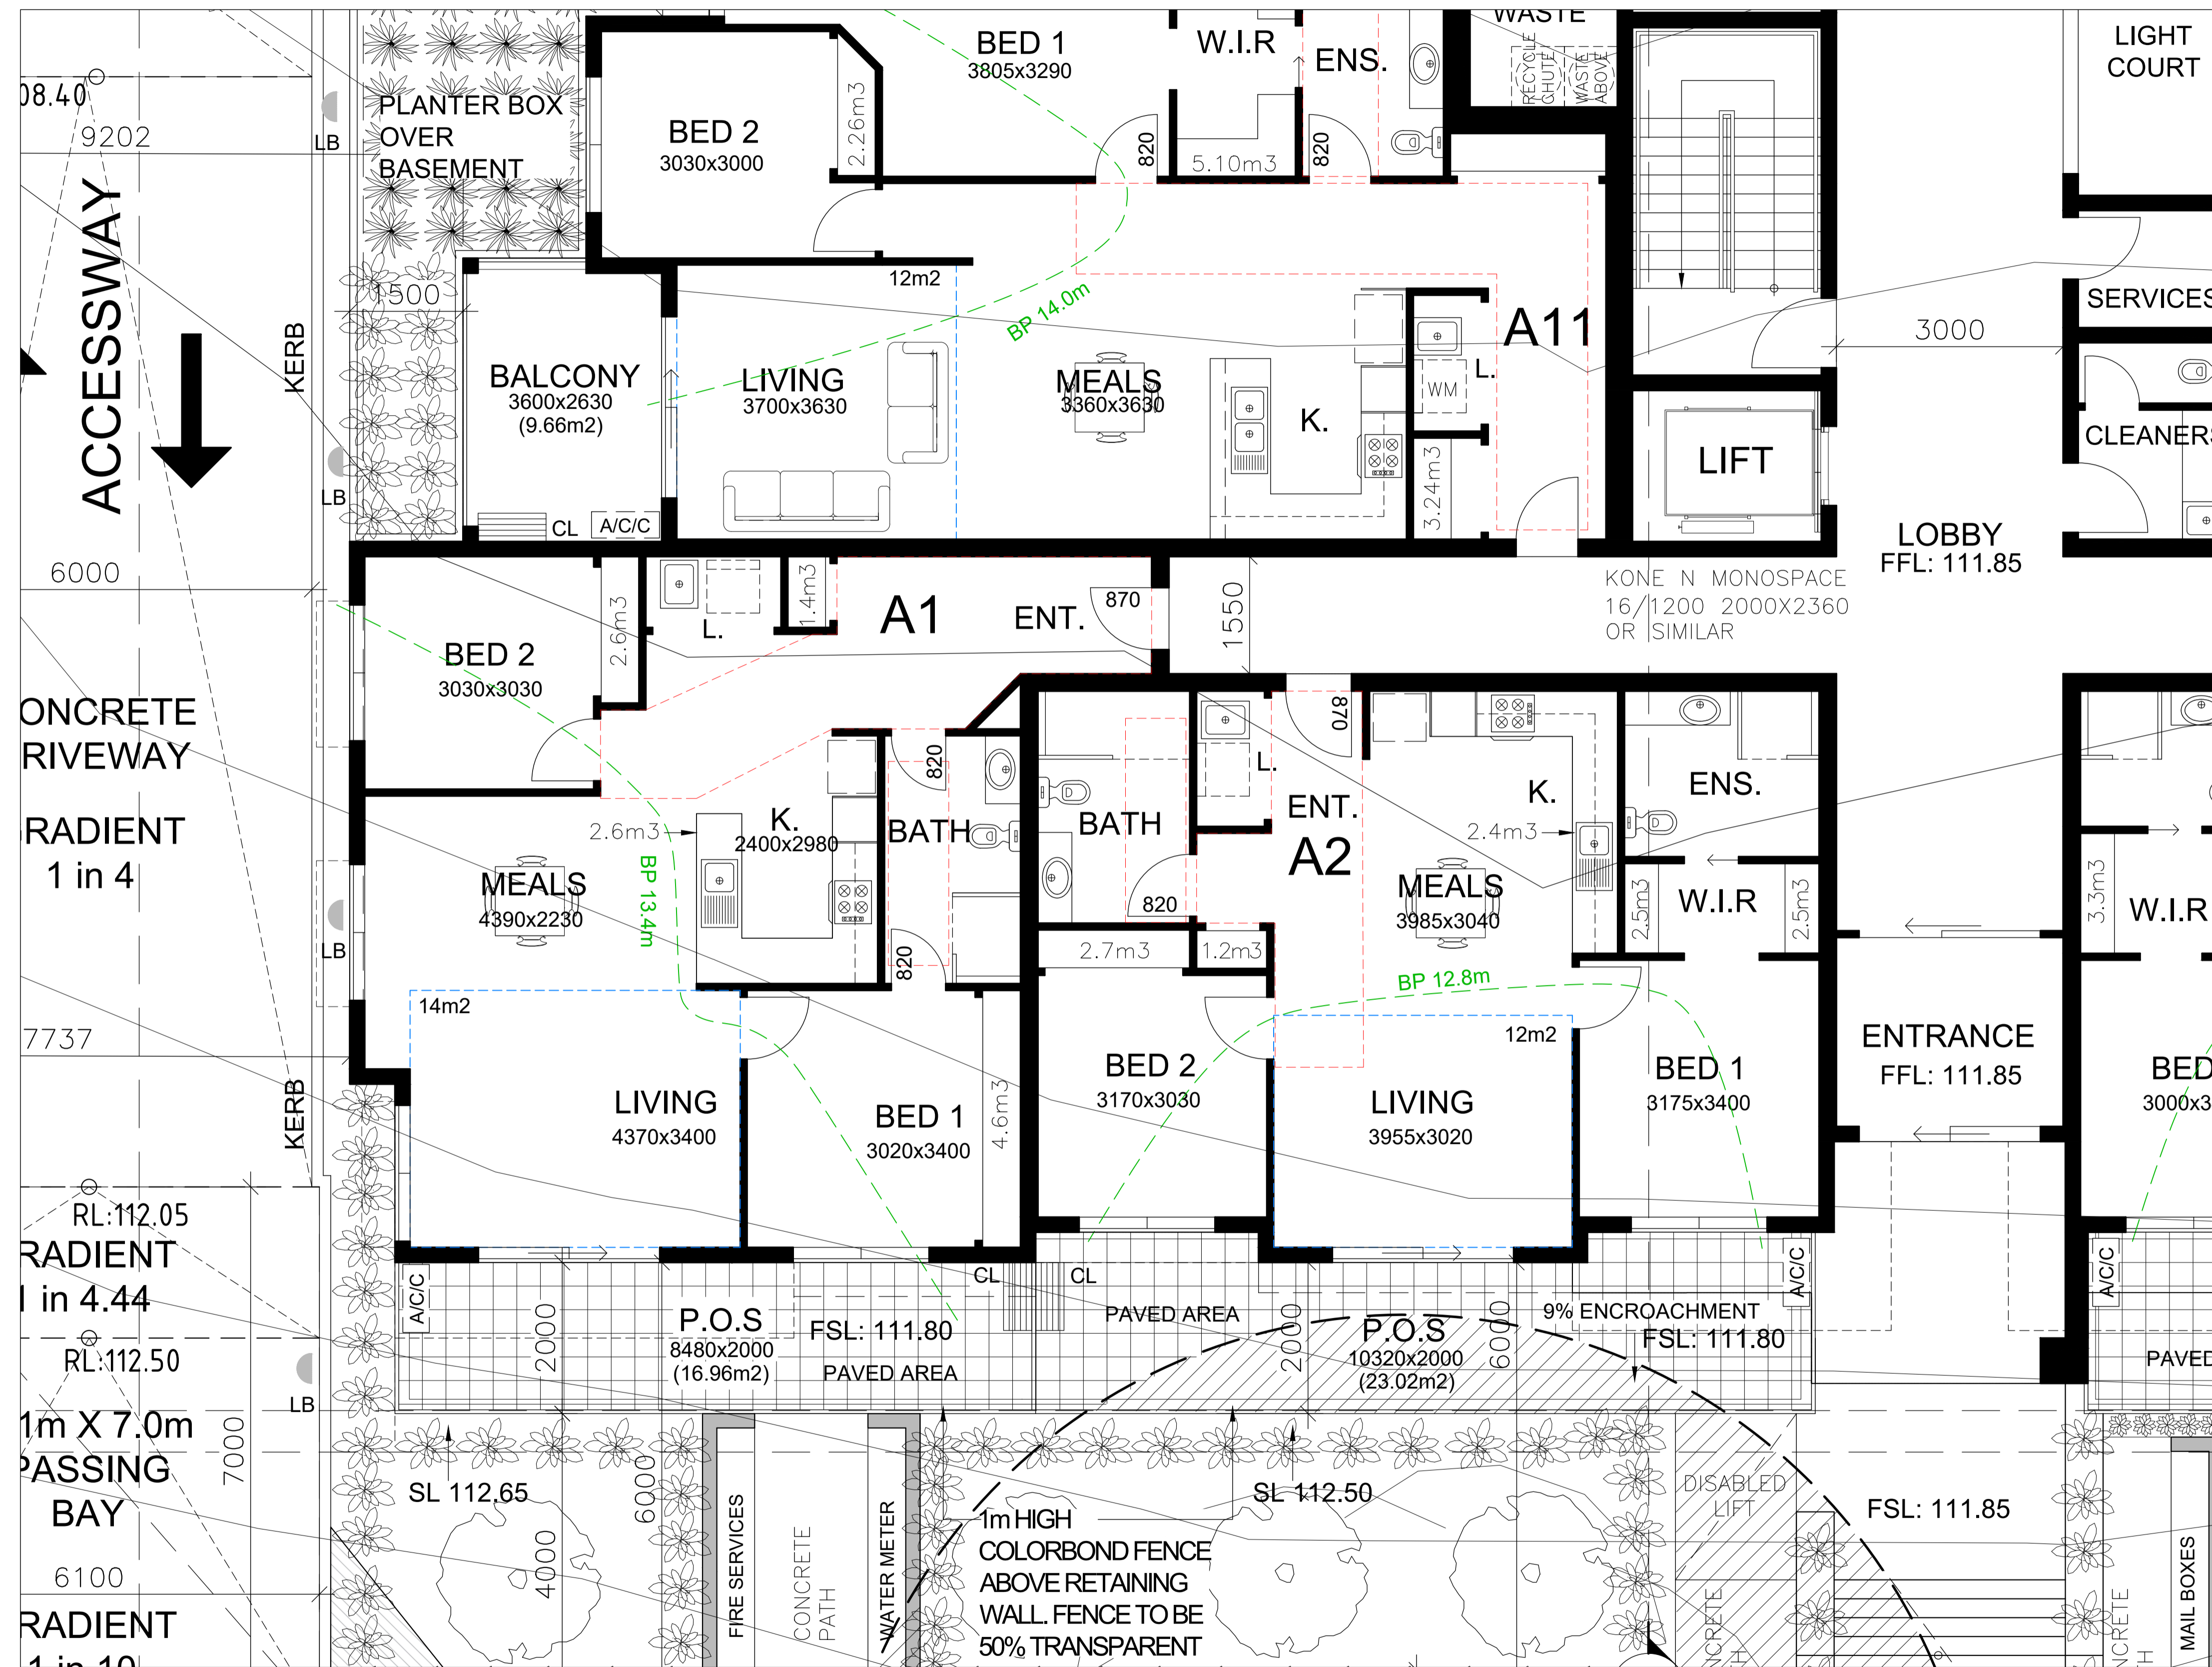 WASTE
RECYCLE
CHUTE
WASTE
ABOVE
LIGHT
COURT
BED 1
3805x3290
W.I.R
ENS.
08.40
9202
LB
PLANTER BOX
OVER
BASEMENT
BED 2
3030x3000
2.26m3
820
5.10m3
820
ACCESSWAY
KERB
1500
12m2
BP 14.0m
A11
3000
SERVICES
BALCONY
3600x2630
(9.66m2)
LIVING
3700x3630
MEALS
3360x3630
K.
L.
WM
3.24m3
LIFT
CLEANERS
LB
CL
A/C/C
LOBBY
FFL: 111.85
6000
KONE N MONOSPACE
16/1200 2000X2360
OR SIMILAR
BED 2
3030x3030
2.6m3
L.
1.4m3
A1
ENT.
870
1550
ONCRETE
RIVEWAY
RADIENT
1 in 4
820
K.
2400x2980
2.6m3
BATH
820
BP 13.4m
MEALS
4390x2230
LB
BATH
820
L.
870
ENT.
A2
K.
2.4m3
MEALS
3985x3040
ENS.
2.5m3
W.I.R
2.5m3
3.3m3
W.I.R
2.7m3
1.2m3
BP 12.8m
7737
KERB
14m2
LIVING
4370x3400
BED 1
3020x3400
4.6m3
BED 2
3170x3030
12m2
LIVING
3955x3020
BED 1
3175x3400
ENTRANCE
FFL: 111.85
BED
3000x3
RL:112.05
RADIENT
1 in 4.44
RL:112.50
LB
A/C/C
2000
P.O.S
8480x2000
(16.96m2)
FSL: 111.80
PAVED AREA
CL
CL
PAVED AREA
2000
P.O.S
10320x2000
(23.02m2)
6000
9% ENCROACHMENT
FSL: 111.80
A/C/C
A/C/C
PAVED
1m X 7.0m
PASSING
BAY
7000
6100
RADIENT
1 in 10
SL 112.65
4000
6000
FIRE SERVICES
CONCRETE
PATH
WATER METER
1m HIGH
COLORBOND FENCE
ABOVE RETAINING
WALL. FENCE TO BE
50% TRANSPARENT
SL 112.50
DISABLED
LIFT
FSL: 111.85
NCRETE
NCRETE
MAIL BOXES